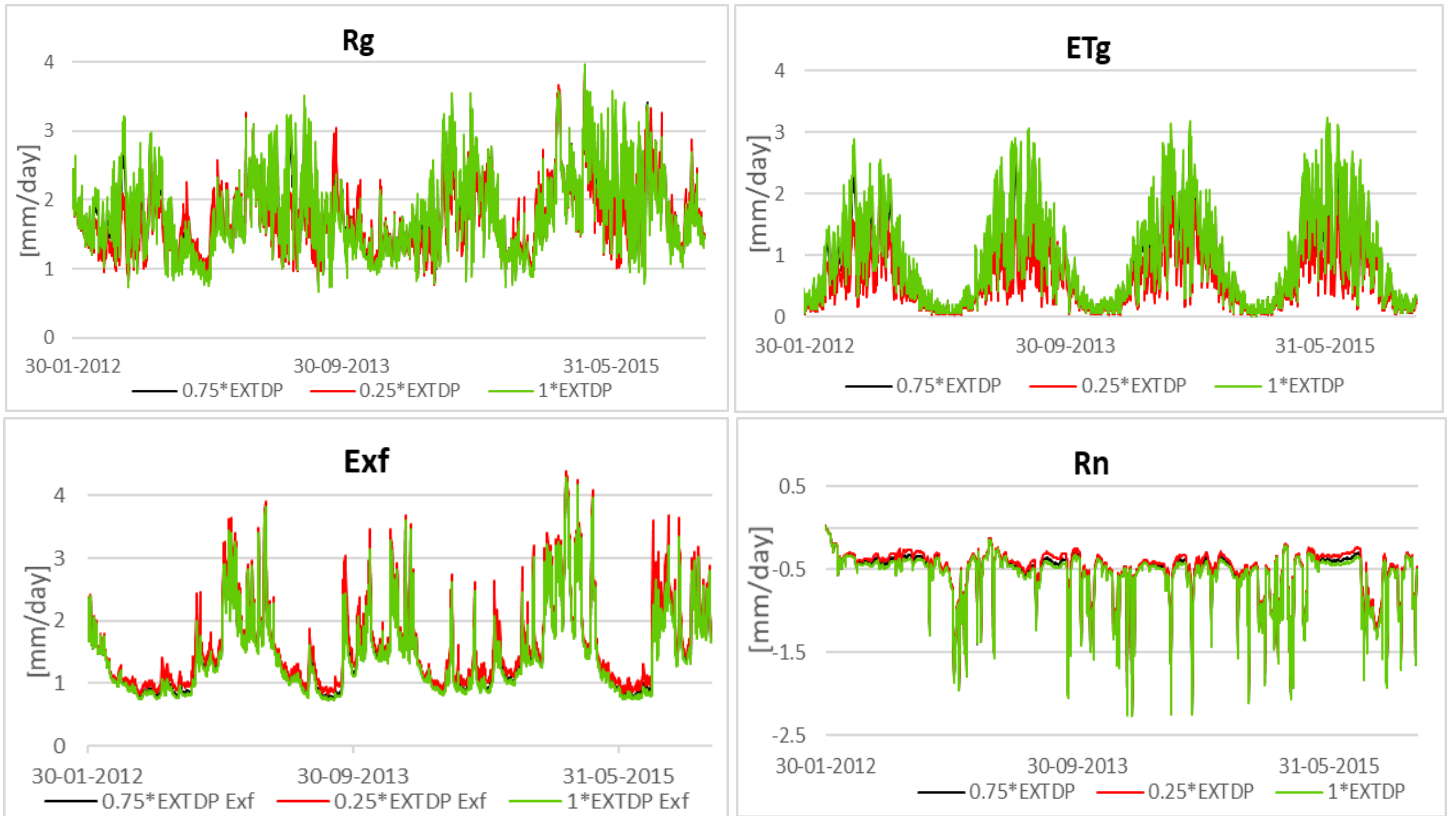 Rg
[mm/day]
4
3
2
1
0
30-01-2012 30-09-2013 31-05-2015
0.75*EXTDP 0.25*EXTDP 1*EXTDP
ETg
[mm/day]
4
3
2
1
0
30-01-2012 30-09-2013 31-05-2015
0.75*EXTDP 0.25*EXTDP 1*EXTDP
Exf
[mm/day]
4
3
2
1
0
30-01-2012 30-09-2013 31-05-2015
0.75*EXTDP Exf 0.25*EXTDP Exf 1*EXTDP Exf
Rn
[mm/day]
0.5
-0.5
-1.5
-2.5
30-01-2012 30-09-2013 31-05-2015
0.75*EXTDP 0.25*EXTDP 1*EXTDP